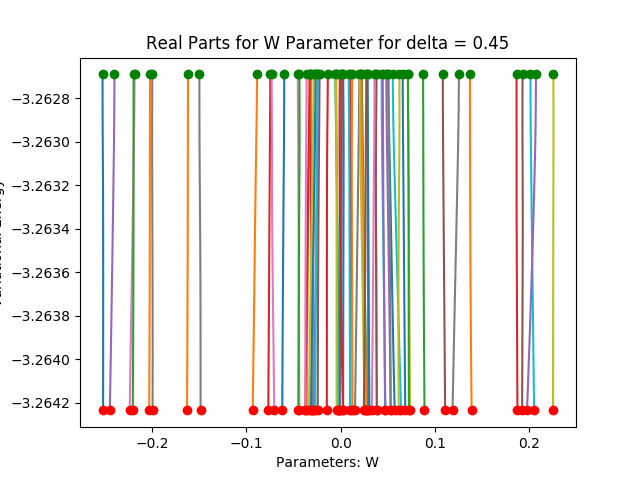 Real Parts for W Parameter for delta = 0.45
−3.2628
−3.2630
−3.2632
−3.2634
−3.2636
−3.2638
−3.2640
−3.2642
−0.2 −0.1 0.0 0.1 0.2
Parameters: W